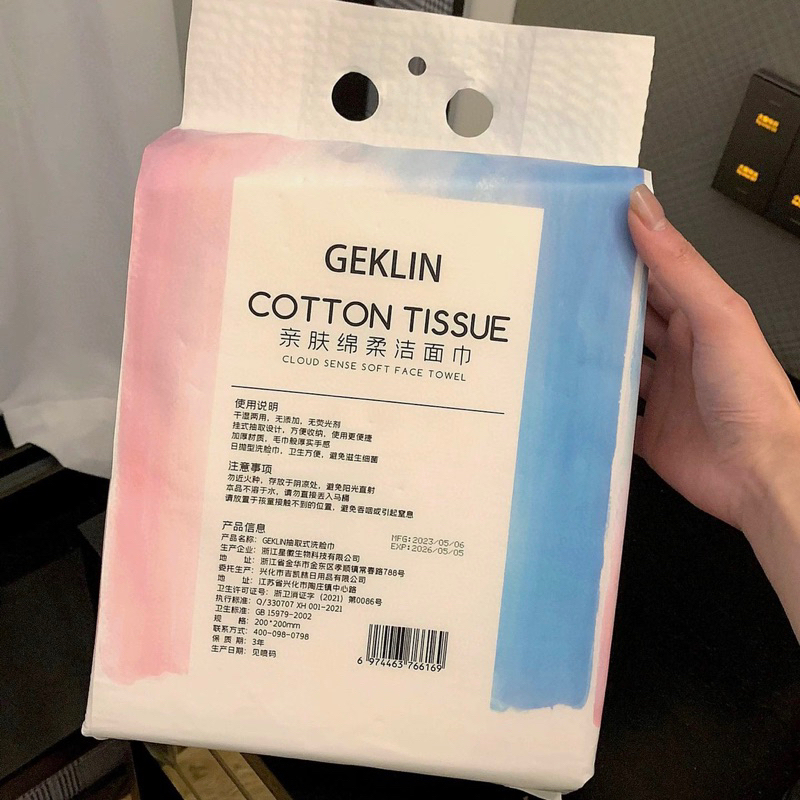 GEKLIN
COTTON TISSUE
亲肤绵柔洁面巾
CLOUD SENSE SOFT FACE TOWEL
使用说明
干湿两用，无添加，无荧光剂
挂式抽取设计，方便收纳，使用更便捷
加厚材质，毛巾般厚实手感
日抛型洗脸巾，卫生方便，避免滋生细菌
注意事项
勿近火种，存放于阴凉处，避免阳光直射
本品不溶于水，请勿直接丢入马桶
请放置于孩童接触不到的位置，避免吞咽或引起窒息
产品信息
产品名称：GEKLIN抽取式洗脸巾
生产企业：浙江星徽生物科技有限公司
地 址：浙江省金华市金东区孝顺镇常春路788号
委托生产：兴化市吉凯林日用品有限公司
地 址：江苏省兴化市陶庄镇中心路
卫生许可证号：浙卫消证字（2021）第0086号
执行标准：Q/330707 XH 001-2021
卫生标准：GB 15979-2002
规 格：200*200mm
联系方式：400-098-0798
保 质 期：3年
生产日期：见喷码
MFG:2023/05/06
EXP:2026/05/05
6 974463 766169